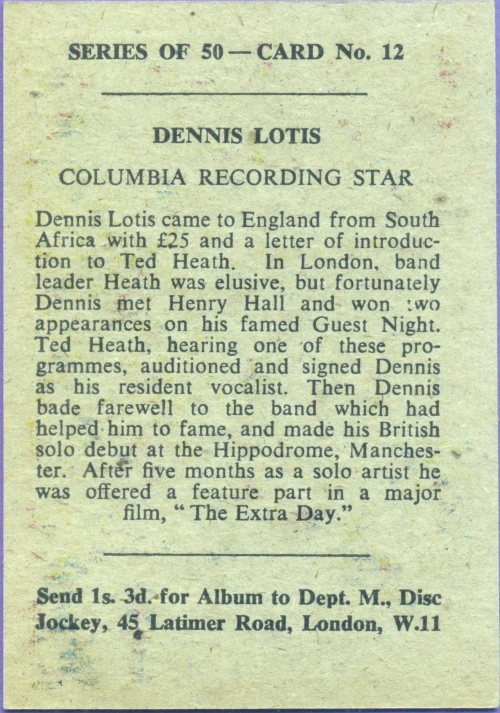 SERIES OF 50 — CARD No. 12
DENNIS LOTIS
COLUMBIA RECORDING STAR
Dennis Lotis came to England from South
Africa with £25 and a letter of introduc-
tion to Ted Heath. In London, band
leader Heath was elusive, but fortunately
Dennis met Henry Hall and won two
appearances on his famed Guest Night.
Ted Heath, hearing one of these pro-
grammes, auditioned and signed Dennis
as his resident vocalist. Then Dennis
bade farewell to the band which had
helped him to fame, and made his British
solo debut at the Hippodrome, Manches-
ter. After five months as a solo artist he
was offered a feature part in a major
film, “ The Extra Day.”
Send 1s. 3d. for Album to Dept. M., Disc
Jockey, 45 Latimer Road, London, W.11